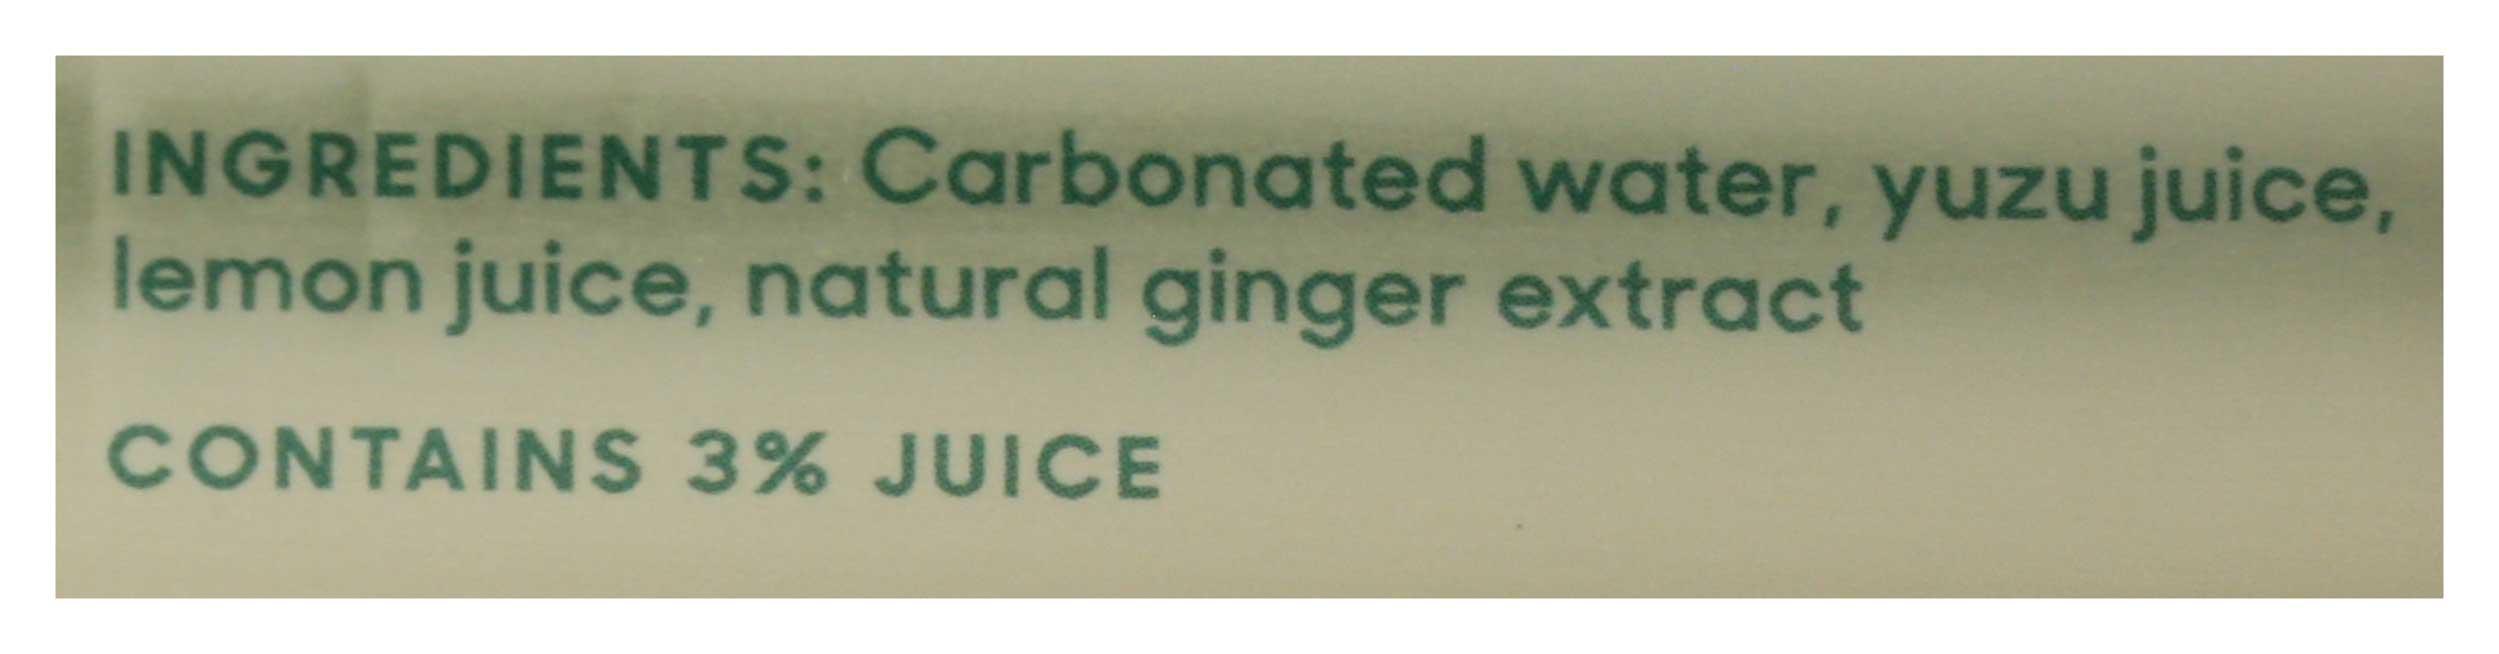 INGREDIENTS: Carbonated water, yuzu juice,
lemon juice, natural ginger extract
CONTAINS 3% JUICE